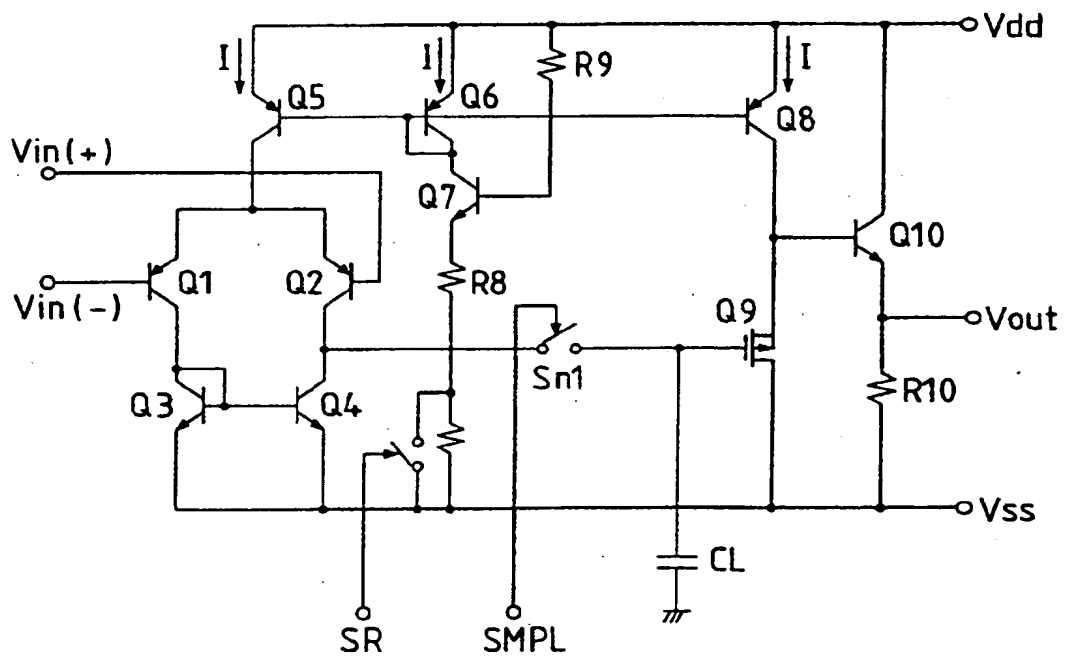 Vdd
I
I
R9
I
Q5
Q6
Q8
Vin(+)
Q7
Q10
Q1
Q2
R8
Vin(-)
Q9
Vout
Sn1
Q3
Q4
R10
Vss
CL
SR
SMPL